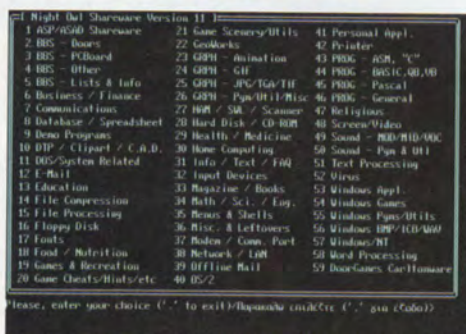 [ Night Owl Shareware Version 11 ]
1 ASP/ASAD Shareware
2 BBS - Doors
3 BBS - PCBoard
4 BBS - Other
5 BBS - Lists & Info
6 Business / Finance
7 Communications
8 Database / Spreadsheet
9 Demo Programs
10 DTP / Clipart / C.A.D.
11 DOS/System Related
12 E-Mail
13 Education
14 File Compression
15 File Processing
16 Floppy Disk
17 Fonts
18 Food / Nutrition
19 Games & Recreation
20 Game Cheats/Hints/etc
21 Game Scenery/Utils
22 GeoWorks
23 GRPH - Animation
24 GRPH - GIF
25 GRPH - JPG/TGA/TIF
26 GRPH - Pgm/Util/Misc
27 HAM / SWL / Scanner
28 Hard Disk / CD-ROM
29 Health / Medicine
30 Home Computing
31 Info / Text / FAQ
32 Input Devices
33 Magazine / Books
34 Math / Sci. / Eng.
35 Menus & Shells
36 Misc. & Leftovers
37 Modem / Comm. Port
38 Network / LAN
39 Offline Mail
40 OS/2
41 Personal Appl.
42 Printer
43 PROG - ASM, "C"
44 PROG - BASIC,QB,VB
45 PROG - Pascal
46 PROG - General
47 Religious
48 Screen/Video
49 Sound - MOD/MID/VOC
50 Sound - Pgm & Util
51 Text Processing
52 Virus
53 Windows Appl.
54 Windows Games
55 Windows Pgms/Utils
56 Windows BMP/ICO/WAV
57 Windows/NT
58 Word Processing
59 DoorGames Carltonware
Please, enter your choice ('.' to exit)/Παρακαλώ επιλέξτε ('.' για έξοδο))